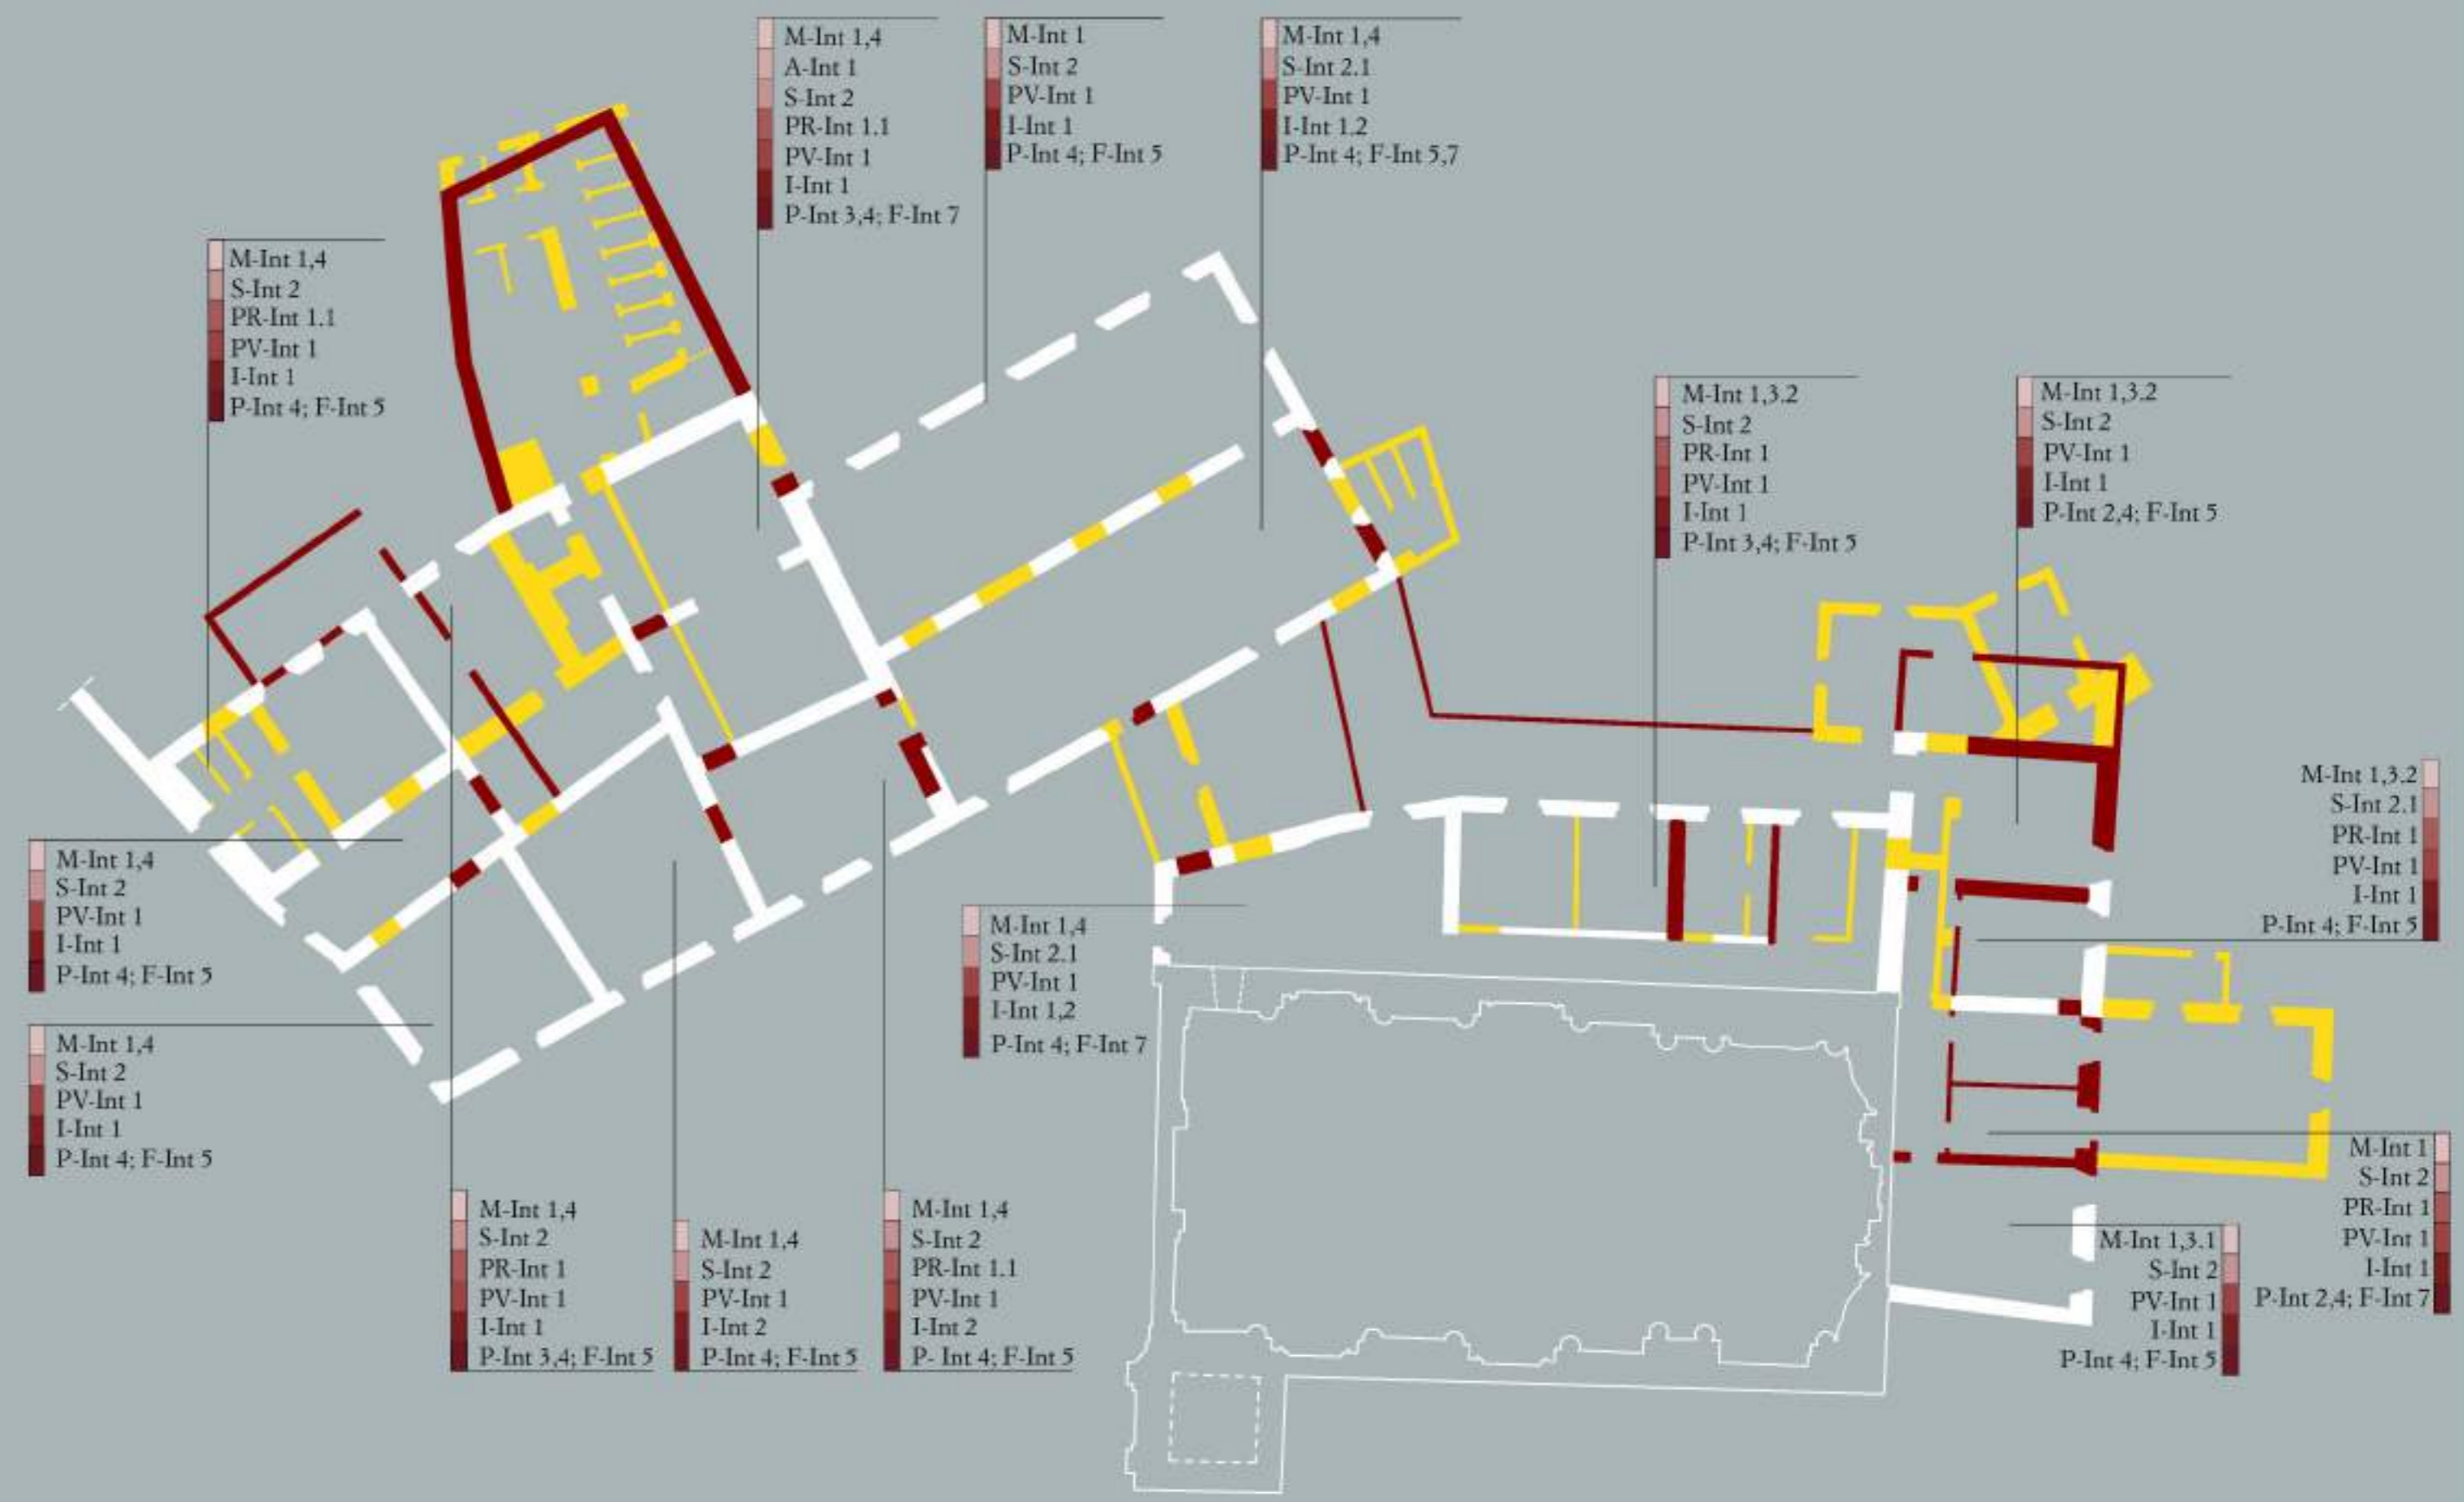 M-Int 1,4
A-Int 1
S-Int 2
PR-Int 1.1
PV-Int 1
I-Int 1
P-Int 3,4; F-Int 7
M-Int 1
S-Int 2
PV-Int 1
I-Int 1
P-Int 4; F-Int 5
M-Int 1,4
S-Int 2.1
PV-Int 1
I-Int 1.2
P-Int 4; F-Int 5,7
M-Int 1,4
S-Int 2
PR-Int 1.1
PV-Int 1
I-Int 1
P-Int 4; F-Int 5
M-Int 1,3.2
S-Int 2
PR-Int 1
PV-Int 1
I-Int 1
P-Int 3,4; F-Int 5
M-Int 1,3.2
S-Int 2
PV-Int 1
I-Int 1
P-Int 2,4; F-Int 5
M-Int 1,3.2
S-Int 2.1
PR-Int 1
PV-Int 1
I-Int 1
P-Int 4; F-Int 5
M-Int 1,4
S-Int 2
PV-Int 1
I-Int 1
P-Int 4; F-Int 5
M-Int 1,4
S-Int 2.1
PV-Int 1
I-Int 1,2
P-Int 4; F-Int 7
M-Int 1,4
S-Int 2
PV-Int 1
I-Int 1
P-Int 4; F-Int 5
M-Int 1
S-Int 2
PR-Int 1
PV-Int 1
I-Int 1
P-Int 2,4; F-Int 7
M-Int 1,4
S-Int 2
PR-Int 1
PV-Int 1
I-Int 1
P-Int 3,4; F-Int 5
M-Int 1,4
S-Int 2
PV-Int 1
I-Int 2
P-Int 4; F-Int 5
M-Int 1,4
S-Int 2
PR-Int 1.1
PV-Int 1
I-Int 2
P- Int 4; F-Int 5
M-Int 1,3.1
S-Int 2
PV-Int 1
I-Int 1
P-Int 4; F-Int 5